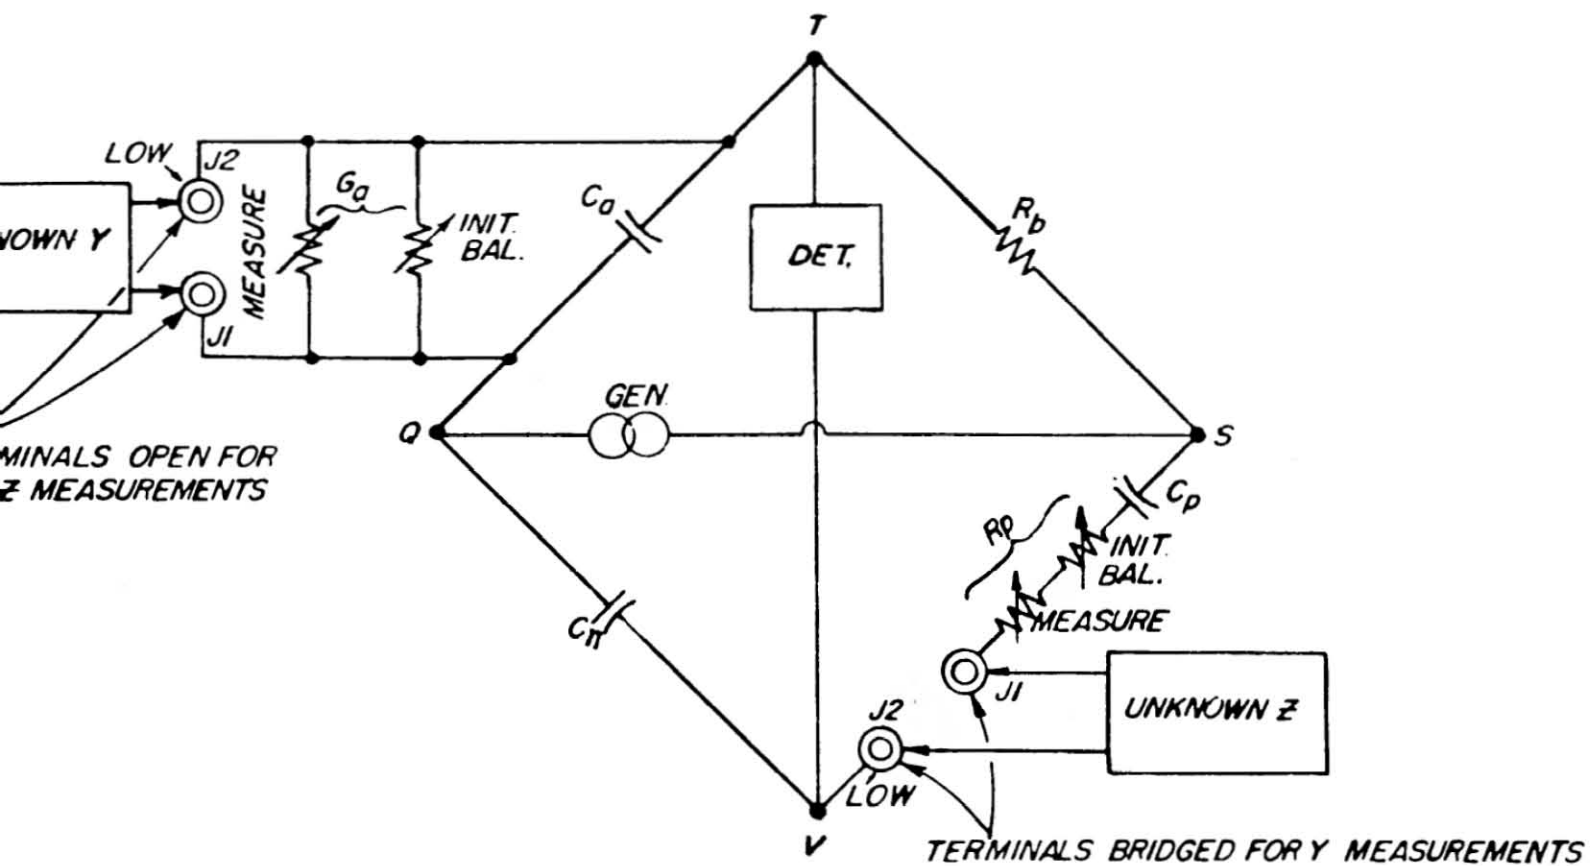 T
LOW
J2
MEASURE
Ga
INIT.
BAL.
Ca
Rb
DET.
NOWN Y
J1
GEN.
Q
S
MINALS OPEN FOR
Z MEASUREMENTS
Cp
Rp
INIT.
BAL.
MEASURE
Cn
J1
UNKNOWN Z
J2
LOW
V
TERMINALS BRIDGED FOR Y MEASUREMENTS